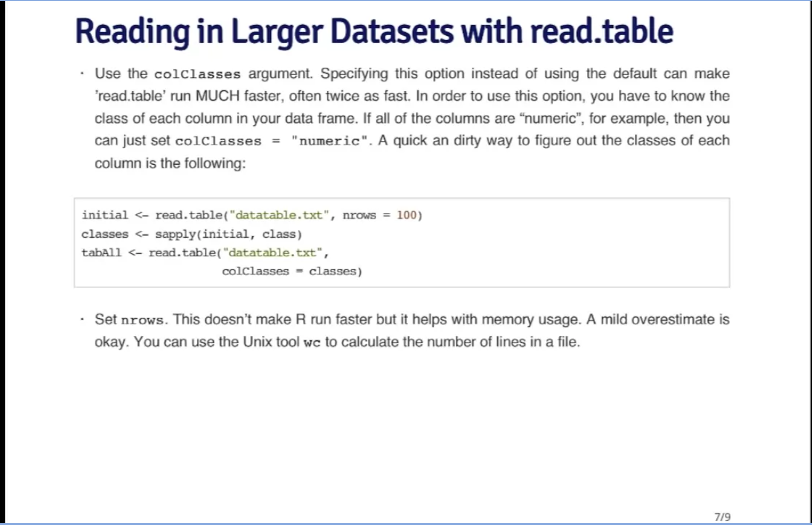 Reading in Larger Datasets with read.table
· Use the colClasses argument. Specifying this option instead of using the default can make
'read.table' run MUCH faster, often twice as fast. In order to use this option, you have to know the
class of each column in your data frame. If all of the columns are “numeric”, for example, then you
can just set colClasses = "numeric". A quick an dirty way to figure out the classes of each
column is the following:
initial <- read.table("datatable.txt", nrows = 100)
classes <- sapply(initial, class)
tabAll <- read.table("datatable.txt",
colClasses = classes)
· Set nrows. This doesn’t make R run faster but it helps with memory usage. A mild overestimate is
okay. You can use the Unix tool wc to calculate the number of lines in a file.
7/9